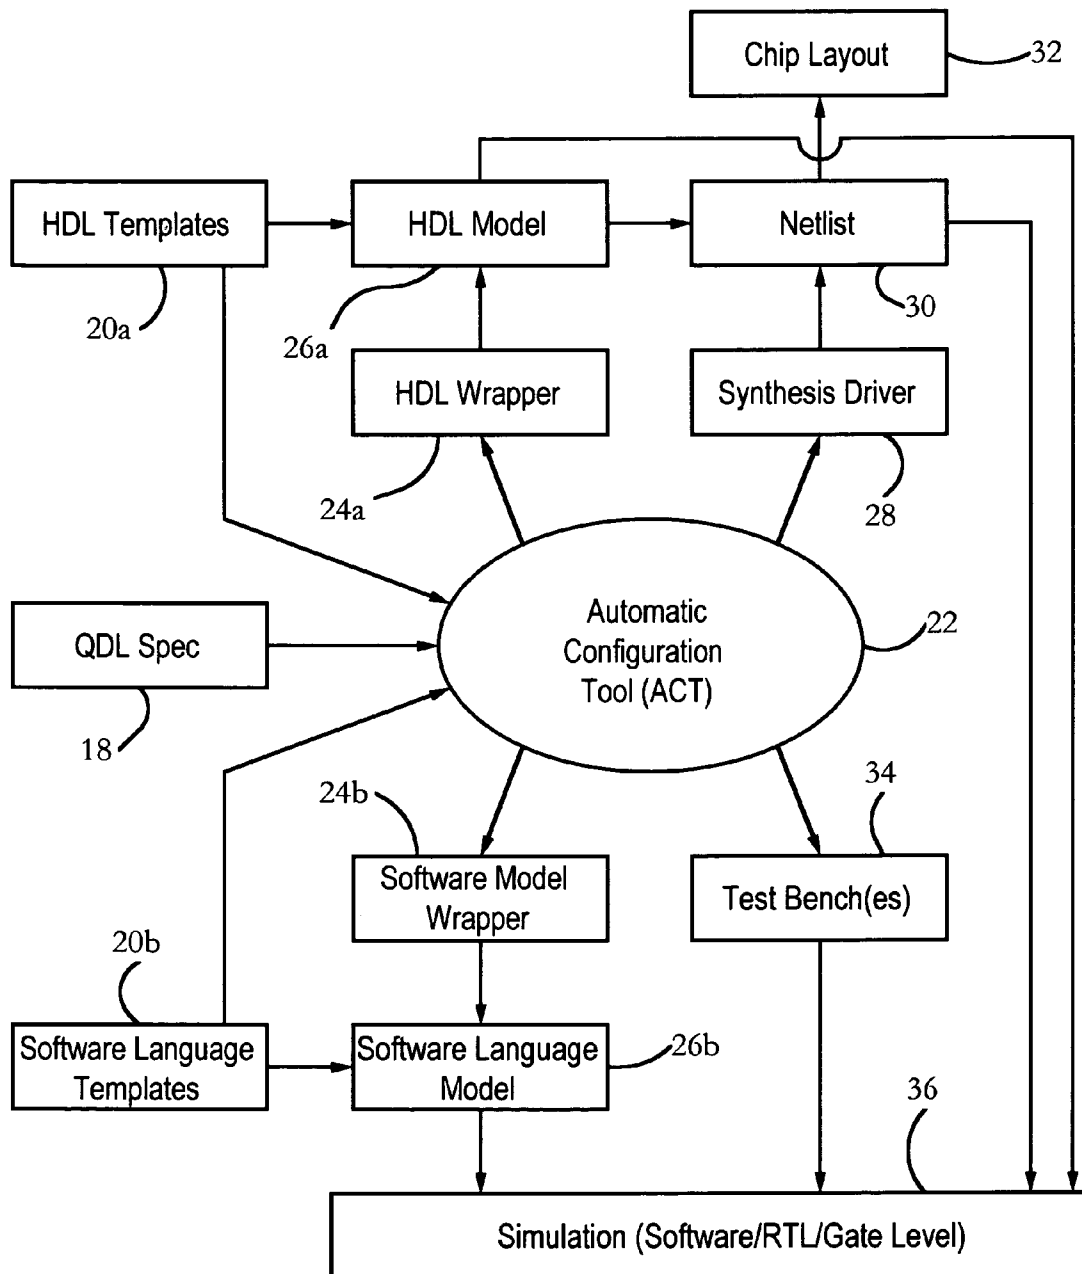 Chip Layout
32
HDL Templates
HDL Model
Netlist
20a
26a
30
HDL Wrapper
Synthesis Driver
24a
28
Automatic
Configuration
Tool (ACT)
22
QDL Spec
18
24b
34
Software Model
Wrapper
Test Bench(es)
20b
Software Language
Templates
Software Language
Model
26b
36
Simulation (Software/RTL/Gate Level)